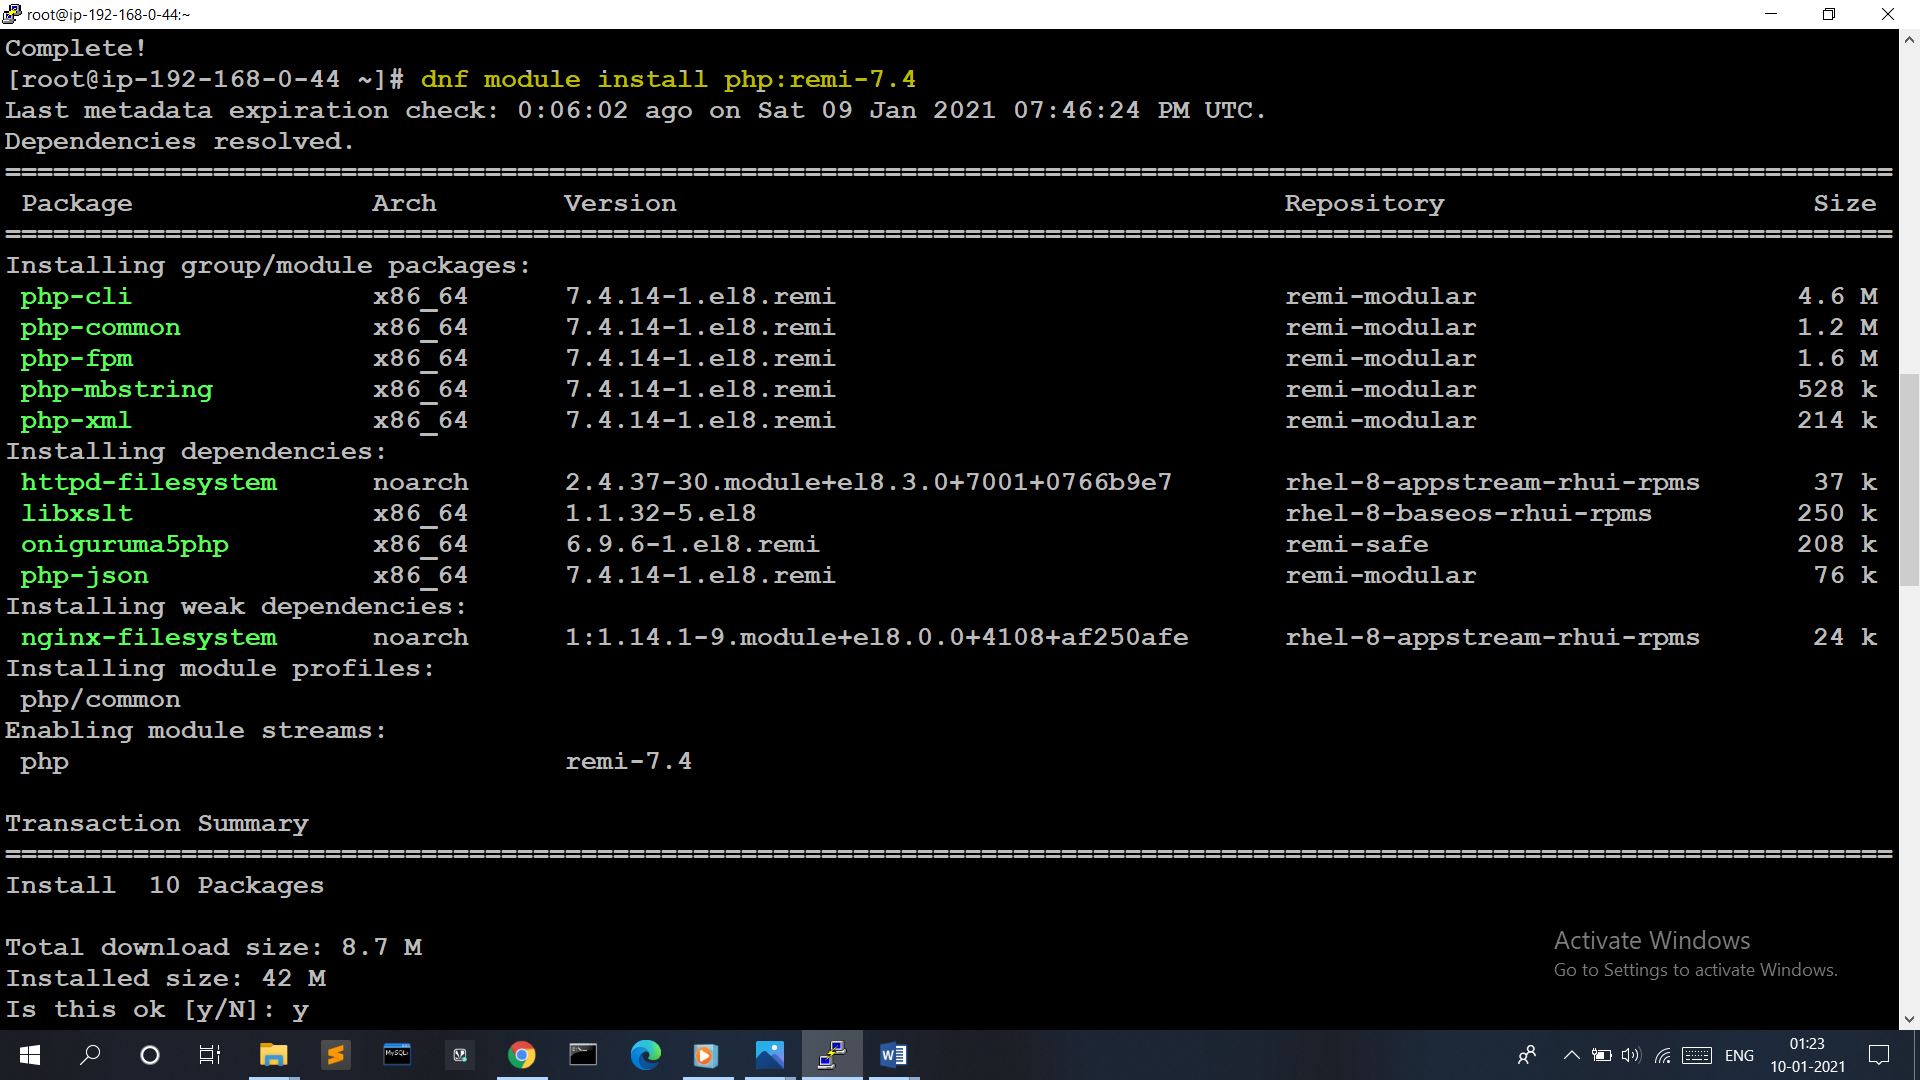 root@ip-192-168-0-44:~
Complete!
[root@ip-192-168-0-44 ~]# dnf module install php:remi-7.4
Last metadata expiration check: 0:06:02 ago on Sat 09 Jan 2021 07:46:24 PM UTC.
Dependencies resolved.
Package Arch Version Repository Size
Installing group/module packages:
php-cli x86_64 7.4.14-1.el8.remi remi-modular 4.6 M
php-common x86_64 7.4.14-1.el8.remi remi-modular 1.2 M
php-fpm x86_64 7.4.14-1.el8.remi remi-modular 1.6 M
php-mbstring x86_64 7.4.14-1.el8.remi remi-modular 528 k
php-xml x86_64 7.4.14-1.el8.remi remi-modular 214 k
Installing dependencies:
httpd-filesystem noarch 2.4.37-30.module+el8.3.0+7001+0766b9e7 rhel-8-appstream-rhui-rpms 37 k
libxslt x86_64 1.1.32-5.el8 rhel-8-baseos-rhui-rpms 250 k
oniguruma5php x86_64 6.9.6-1.el8.remi remi-safe 208 k
php-json x86_64 7.4.14-1.el8.remi remi-modular 76 k
Installing weak dependencies:
nginx-filesystem noarch 1:1.14.1-9.module+el8.0.0+4108+af250afe rhel-8-appstream-rhui-rpms 24 k
Installing module profiles:
php/common
Enabling module streams:
php remi-7.4
Transaction Summary
Install 10 Packages
Total download size: 8.7 M
Installed size: 42 M
Is this ok [y/N]: y
Activate Windows
Go to Settings to activate Windows.
MySQL
ENG
01:23
10-01-2021